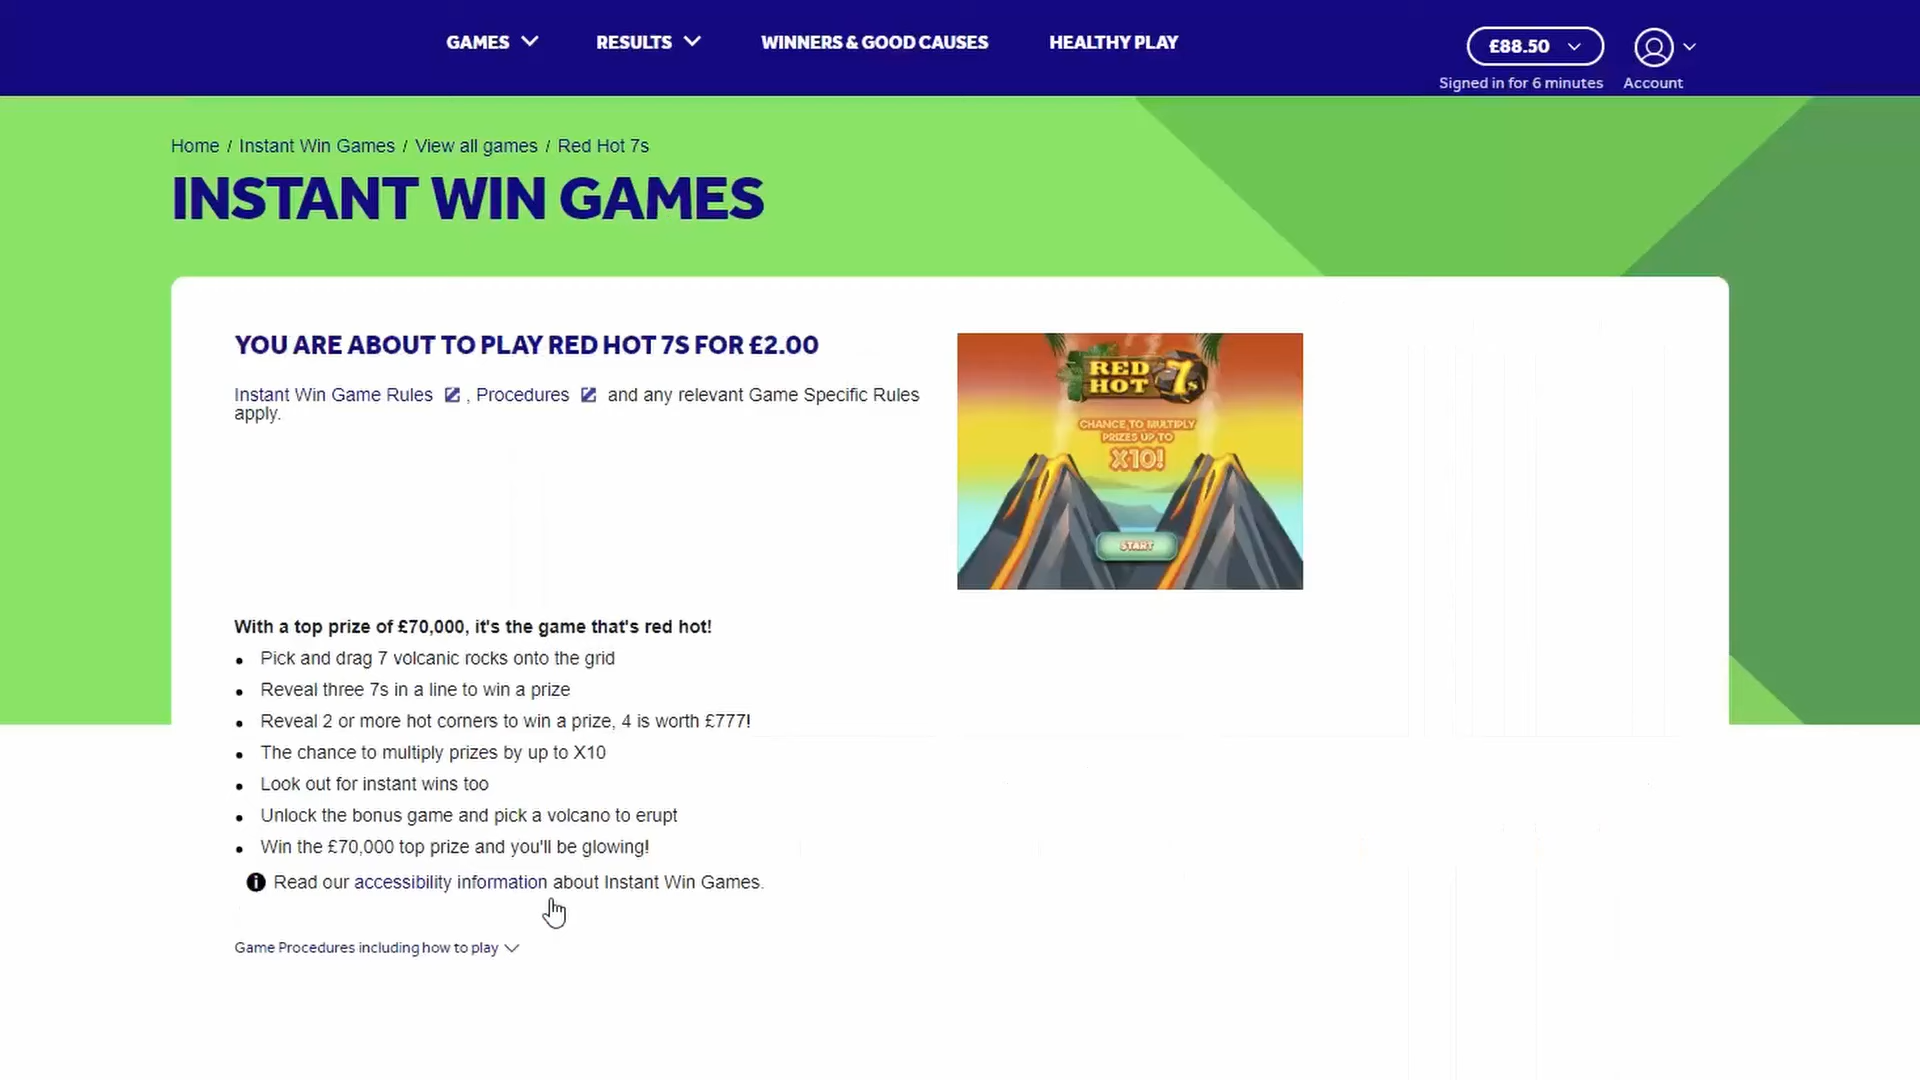 GAMES RESULTS WINNERS & GOOD CAUSES HEALTHY PLAY £88.50
Signed in for 6 minutes Account
Home / Instant Win Games / View all games / Red Hot 7s
INSTANT WIN GAMES
YOU ARE ABOUT TO PLAY RED HOT 7S FOR £2.00
Instant Win Game Rules , Procedures and any relevant Game Specific Rules
apply.
RED
HOT 7s
CHANCE TO MULTIPLY
PRIZES UP TO
X10!
START
With a top prize of £70,000, it's the game that's red hot!
• Pick and drag 7 volcanic rocks onto the grid
• Reveal three 7s in a line to win a prize
• Reveal 2 or more hot corners to win a prize, 4 is worth £777!
• The chance to multiply prizes by up to X10
• Look out for instant wins too
• Unlock the bonus game and pick a volcano to erupt
• Win the £70,000 top prize and you'll be glowing!
i Read our accessibility information about Instant Win Games.
Game Procedures including how to play